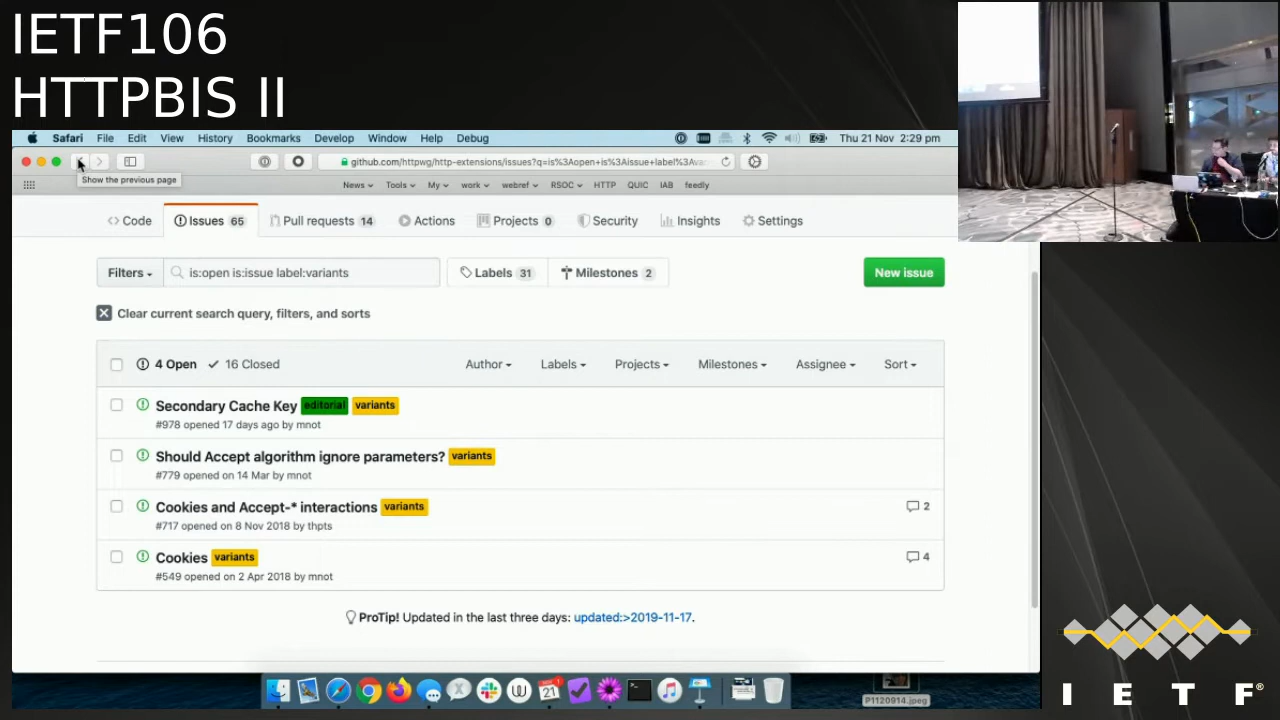 IETF106
HTTPBIS II
Safari File Edit View History Bookmarks Develop Window Help Debug Thu 21 Nov 2:29 pm
github.com/httpwg/http-extensions/issues?q=is%3Aopen+is%3Aissue+label%3Ava
Show the previous page
News Tools My work webref RSOC HTTP QUIC IAB feedly
<> Code Issues 65 Pull requests 14 Actions Projects 0 Security Insights Settings
Filters is:open is:issue label:variants Labels 31 Milestones 2 New issue
Clear current search query, filters, and sorts
4 Open 16 Closed Author Labels Projects Milestones Assignee Sort
Secondary Cache Key editorial variants
#978 opened 17 days ago by mnot
Should Accept algorithm ignore parameters? variants
#779 opened on 14 Mar by mnot
Cookies and Accept-* interactions variants 2
#717 opened on 8 Nov 2018 by thpts
Cookies variants 4
#549 opened on 2 Apr 2018 by mnot
ProTip! Updated in the last three days: updated:>2019-11-17.
21
P1120914.jpeg
I E T F®